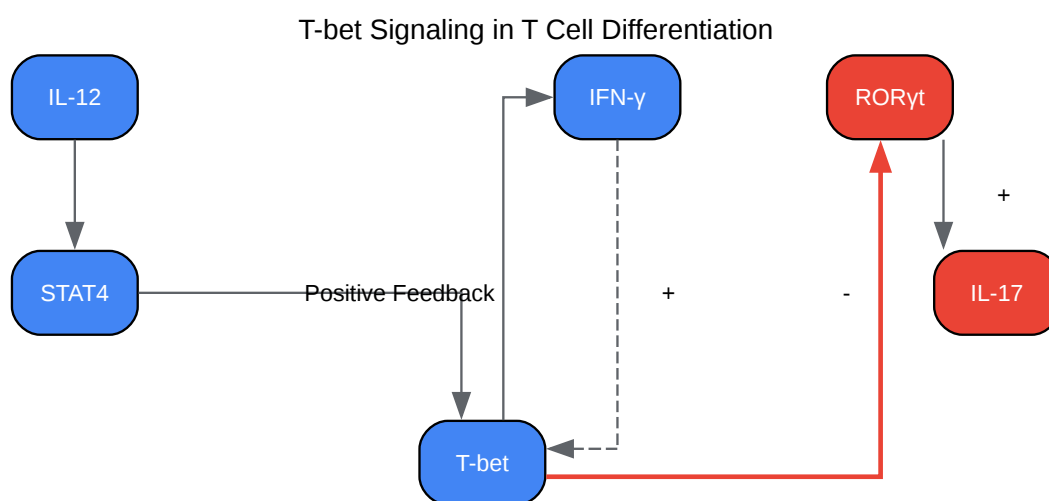 T-bet Signaling in T Cell Differentiation
IL-12
IFN-γ
RORγt
+
STAT4
Positive Feedback
+
-
IL-17
T-bet